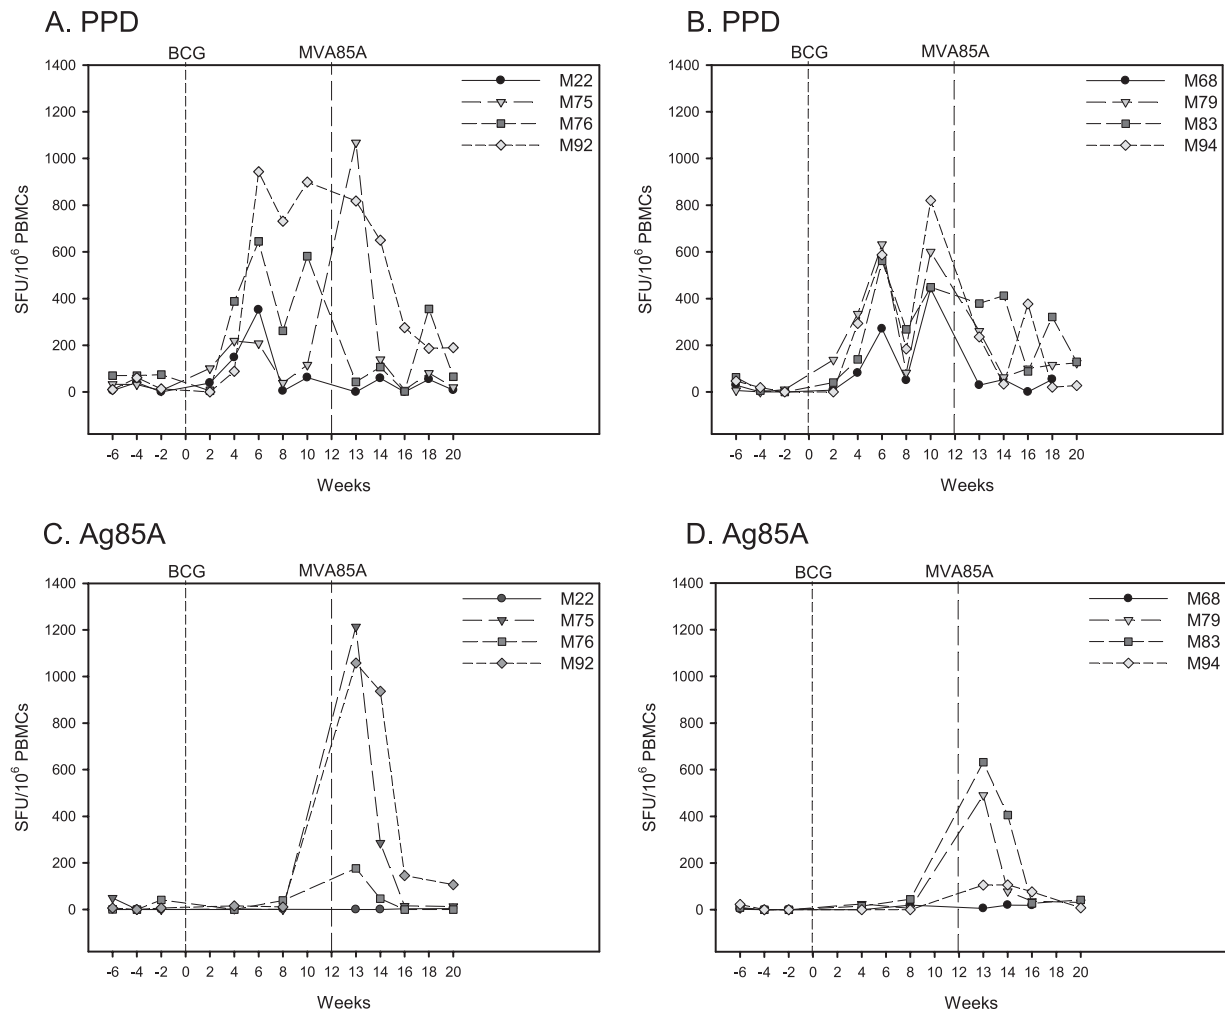 A. PPD
BCG
MVA85A
1400
1200
1000
800
600
400
200
0
SFU/10⁶ PBMCs
M22
M75
M76
M92
-6 -4 -2 0 2 4 6 8 10 12 13 14 16 18 20
Weeks
B. PPD
BCG
MVA85A
1400
1200
1000
800
600
400
200
0
SFU/10⁶ PBMCs
M68
M79
M83
M94
-6 -4 -2 0 2 4 6 8 10 12 13 14 16 18 20
Weeks
C. Ag85A
BCG
MVA85A
1400
1200
1000
800
600
400
200
0
SFU/10⁶ PBMCs
M22
M75
M76
M92
-6 -4 -2 0 2 4 6 8 10 12 13 14 16 18 20
Weeks
D. Ag85A
BCG
MVA85A
1400
1200
1000
800
600
400
200
0
SFU/10⁶ PBMCs
M68
M79
M83
M94
-6 -4 -2 0 2 4 6 8 10 12 13 14 16 18 20
Weeks